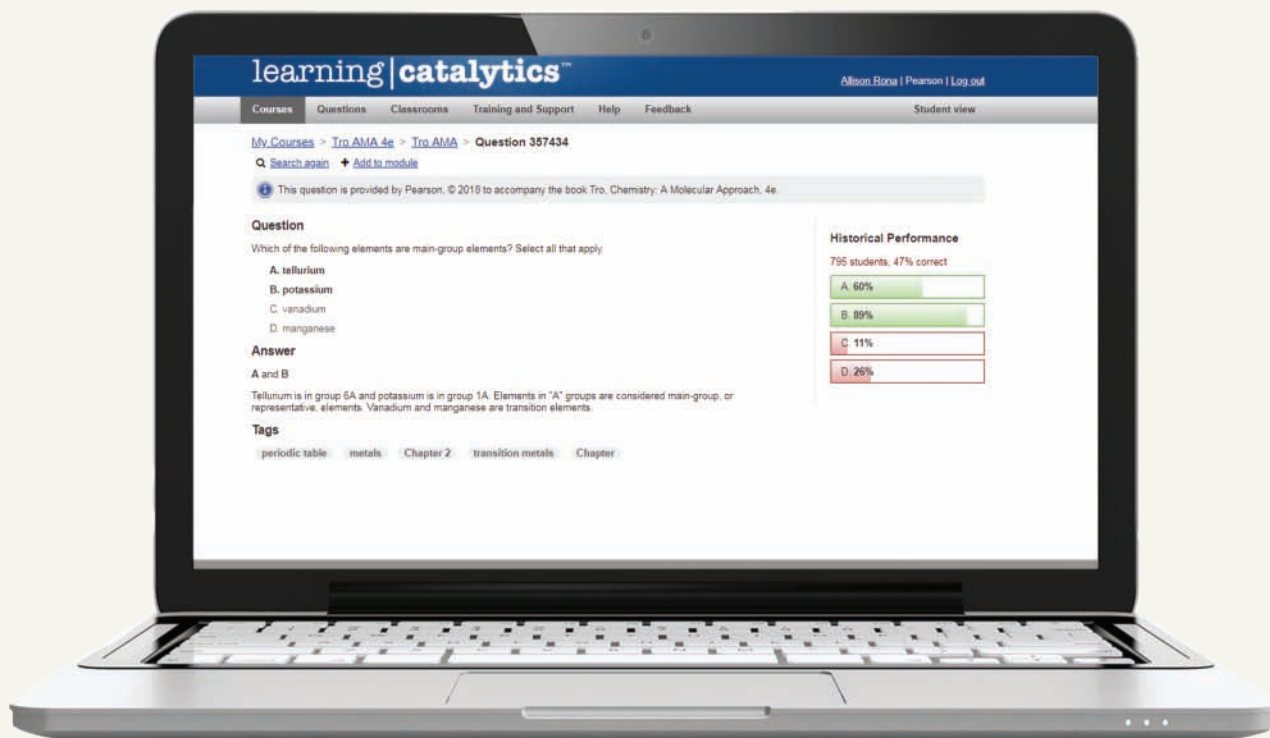 learning|catalytics™
Allison Rona | Pearson | Log out
Courses Questions Classrooms Training and Support Help Feedback Student view
My Courses > Tro AMA 4e > Tro AMA > Question 357434
Search again + Add to module
This question is provided by Pearson, © 2018 to accompany the book Tro, Chemistry: A Molecular Approach, 4e.
Question
Which of the following elements are main-group elements? Select all that apply.
A. tellurium
B. potassium
C. vanadium
D. manganese
Answer
A and B
Tellurium is in group 6A and potassium is in group 1A. Elements in "A" groups are considered main-group, or
representative, elements. Vanadium and manganese are transition elements.
Tags
periodic table metals Chapter 2 transition metals Chapter
Historical Performance
795 students, 47% correct
A. 60%
B. 89%
C. 11%
D. 26%